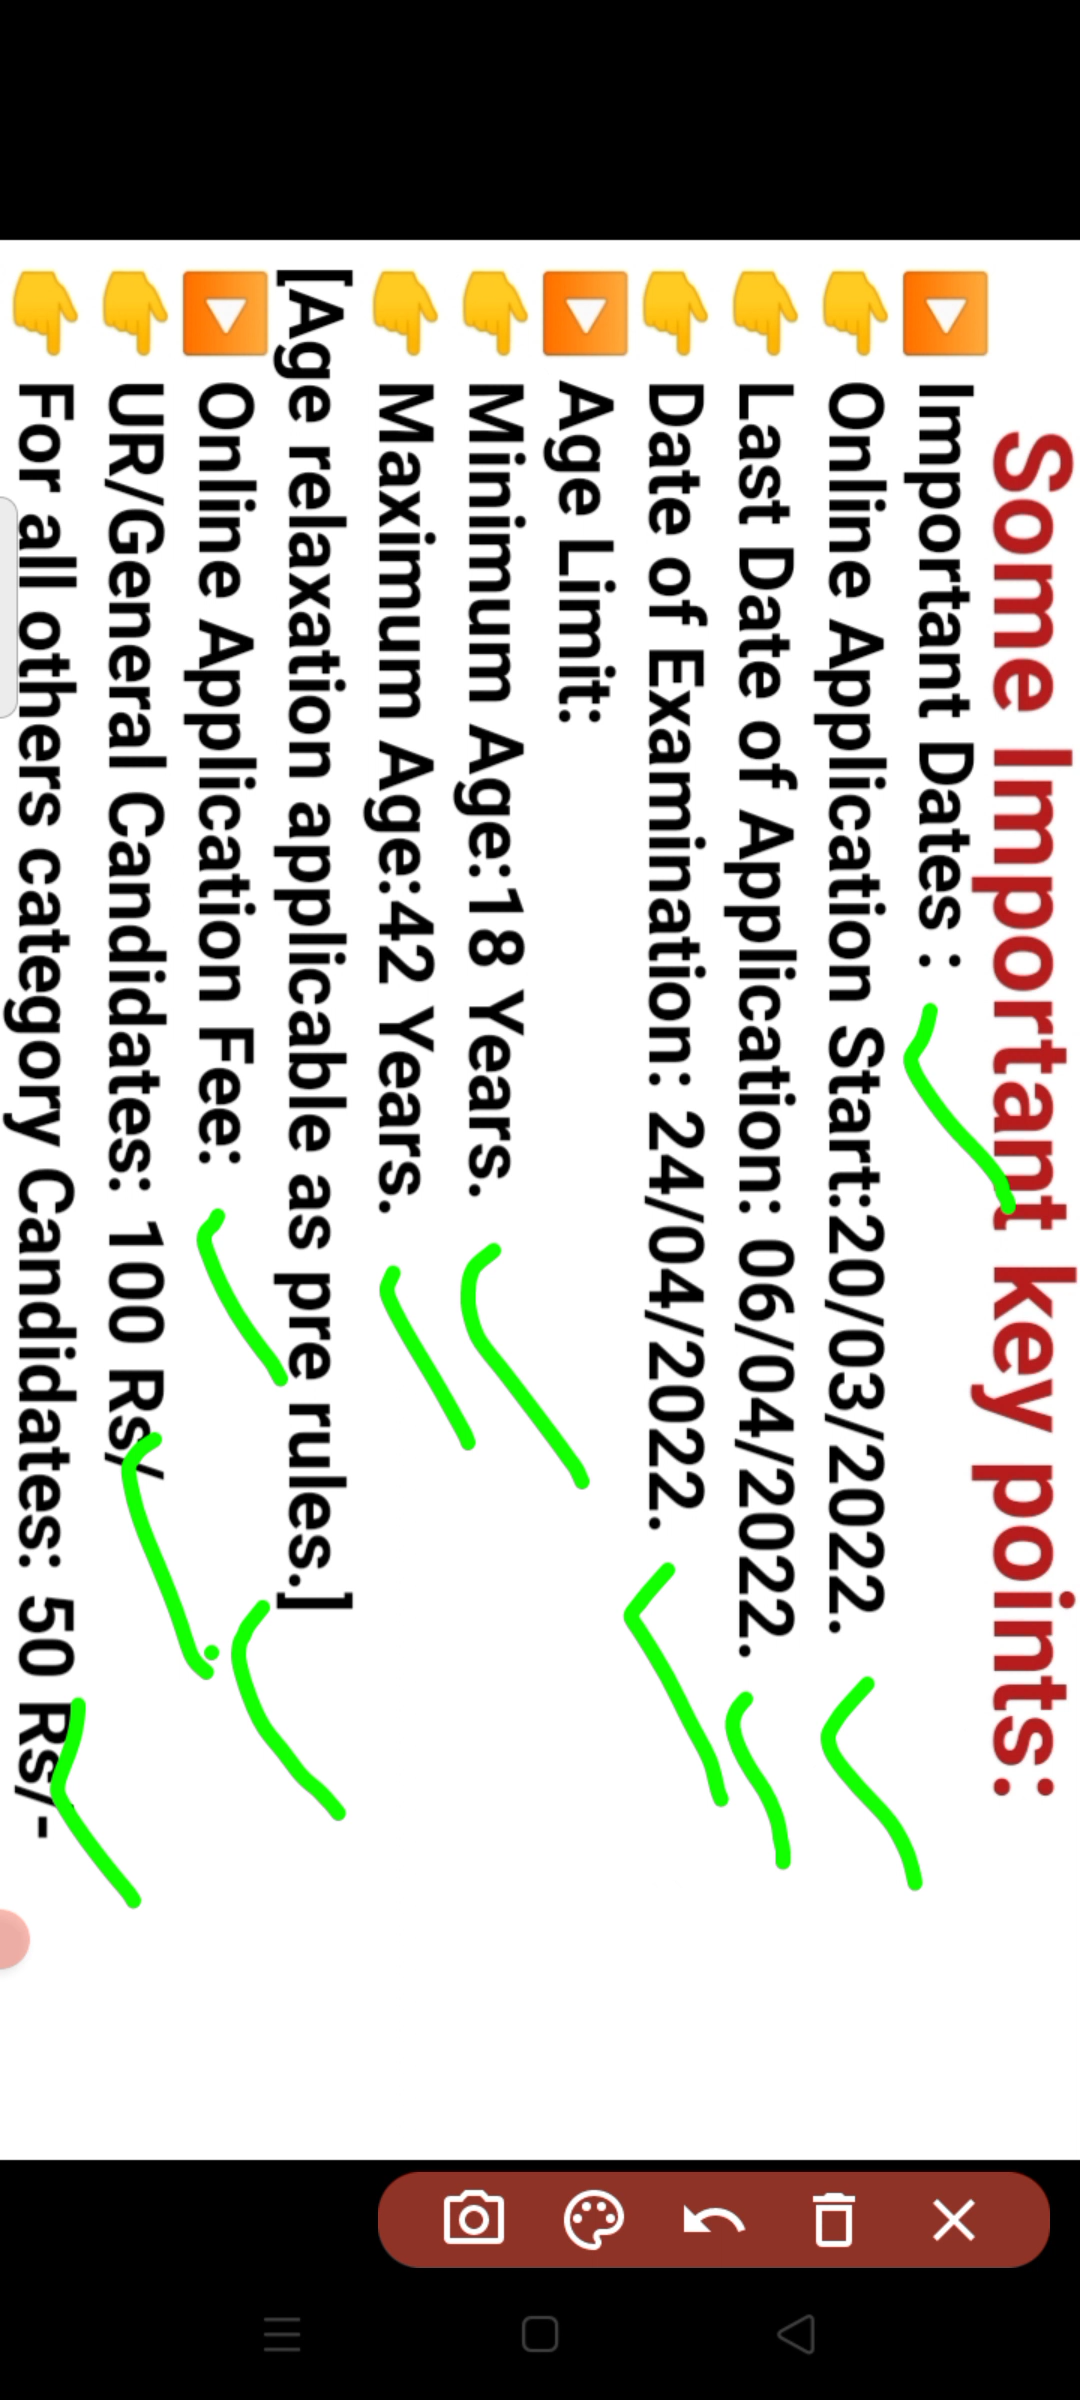 Some Important key points:
Important Dates :
Online Application Start:20/03/2022.
Last Date of Application: 06/04/2022.
Date of Examination: 24/04/2022.
Age Limit:
Minimum Age:18 Years.
Maximum Age:42 Years.
[Age relaxation applicable as pre rules.]
Online Application Fee:
UR/General Candidates: 100 Rs/
For all others category Candidates: 50 Rs/-